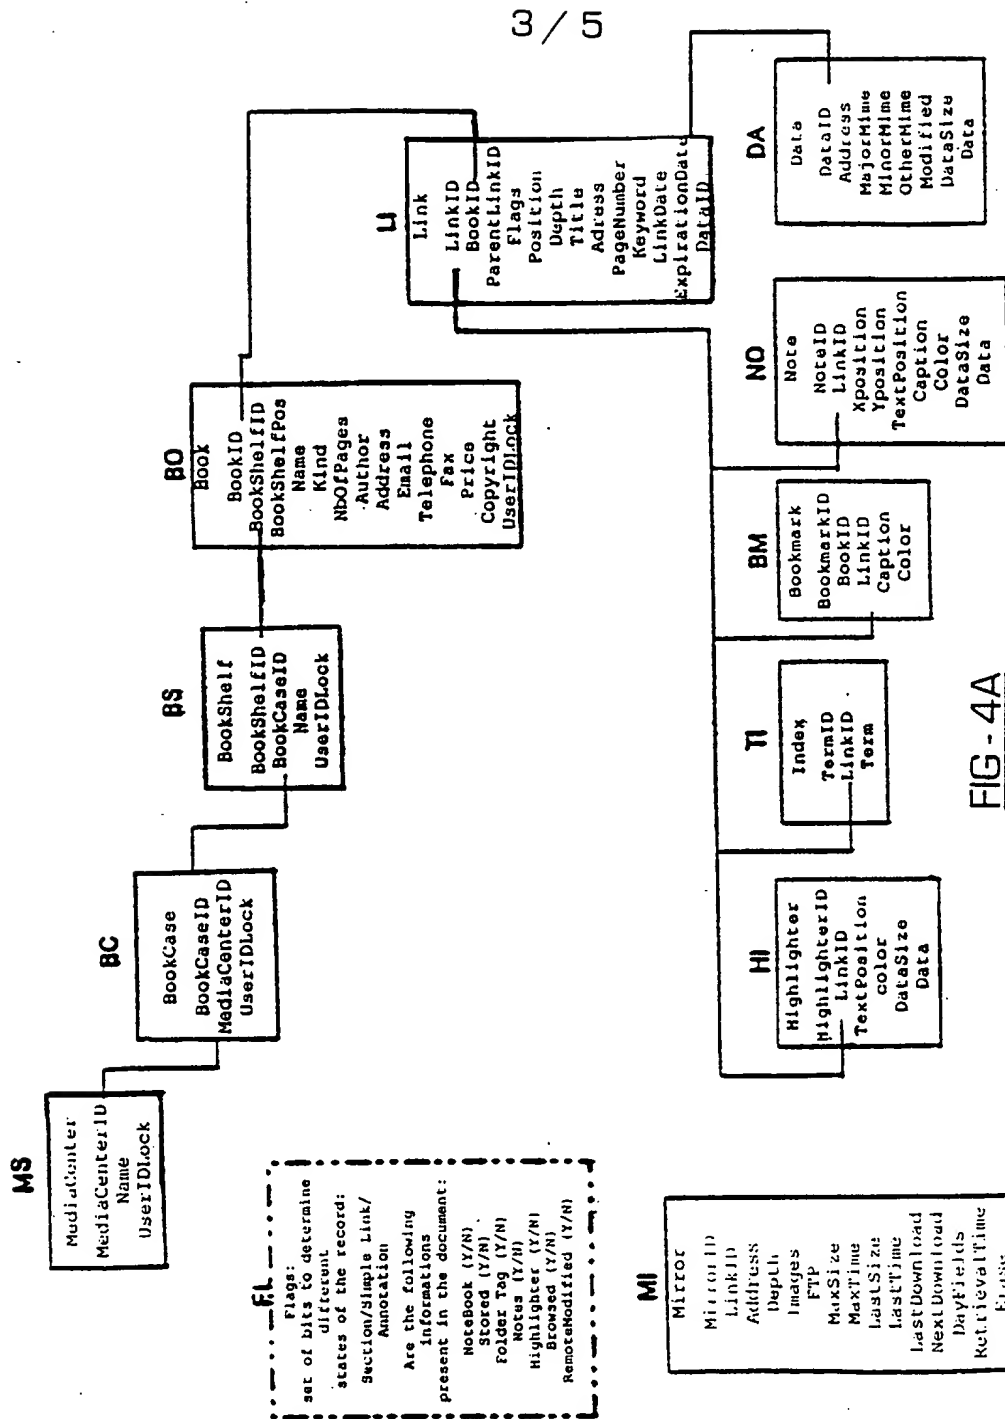 3 / 5
MS
MediaCenter
MediaCenterID
Name
UserIDLock
BC
BookCase
BookCaseID
MediaCenterID
UserIDLock
BS
BookShelf
BookShelfID
BookCaseID
Name
UserIDLock
BO
Book
BookID
BookShelfID
BookShelfPos
Name
Kind
NbOfPages
Author
Address
Email
Telephone
Fax
Price
Copyright
UserIDLock
LI
Link
LinkID
BookID
ParentLinkID
Flags
Position
Depth
Title
Adress
PageNumber
Keyword
LinkDate
ExpirationDate
DataID
FL
Flags:
set of bits to determine
different
states of the record:
Section/Simple Link/
Annotation
Are the following
informations
present in the document:
NoteBook (Y/N)
Stored (Y/N)
Folder Tag (Y/N)
Notes (Y/N)
Highlighter (Y/N)
Browsed (Y/N)
RemoteModified (Y/N)
MI
Mirror
MirrorID
LinkID
Address
Depth
Images
FTP
MaxSize
MaxTime
LastSize
LastTime
LastDownload
NextDownload
DayFields
RetrievalTime
HI
Highlighter
HighlighterID
LinkID
TextPosition
color
DataSize
Data
TI
Index
TermID
LinkID
Term
BM
Bookmark
BookmarkID
BookID
LinkID
Caption
Color
NO
Note
NoteID
LinkID
Xposition
Yposition
TextPosition
Caption
Color
DataSize
Data
DA
Data
DataID
Address
MajorMime
MinorMime
OtherMime
Modified
DataSize
Data
FIG-4A